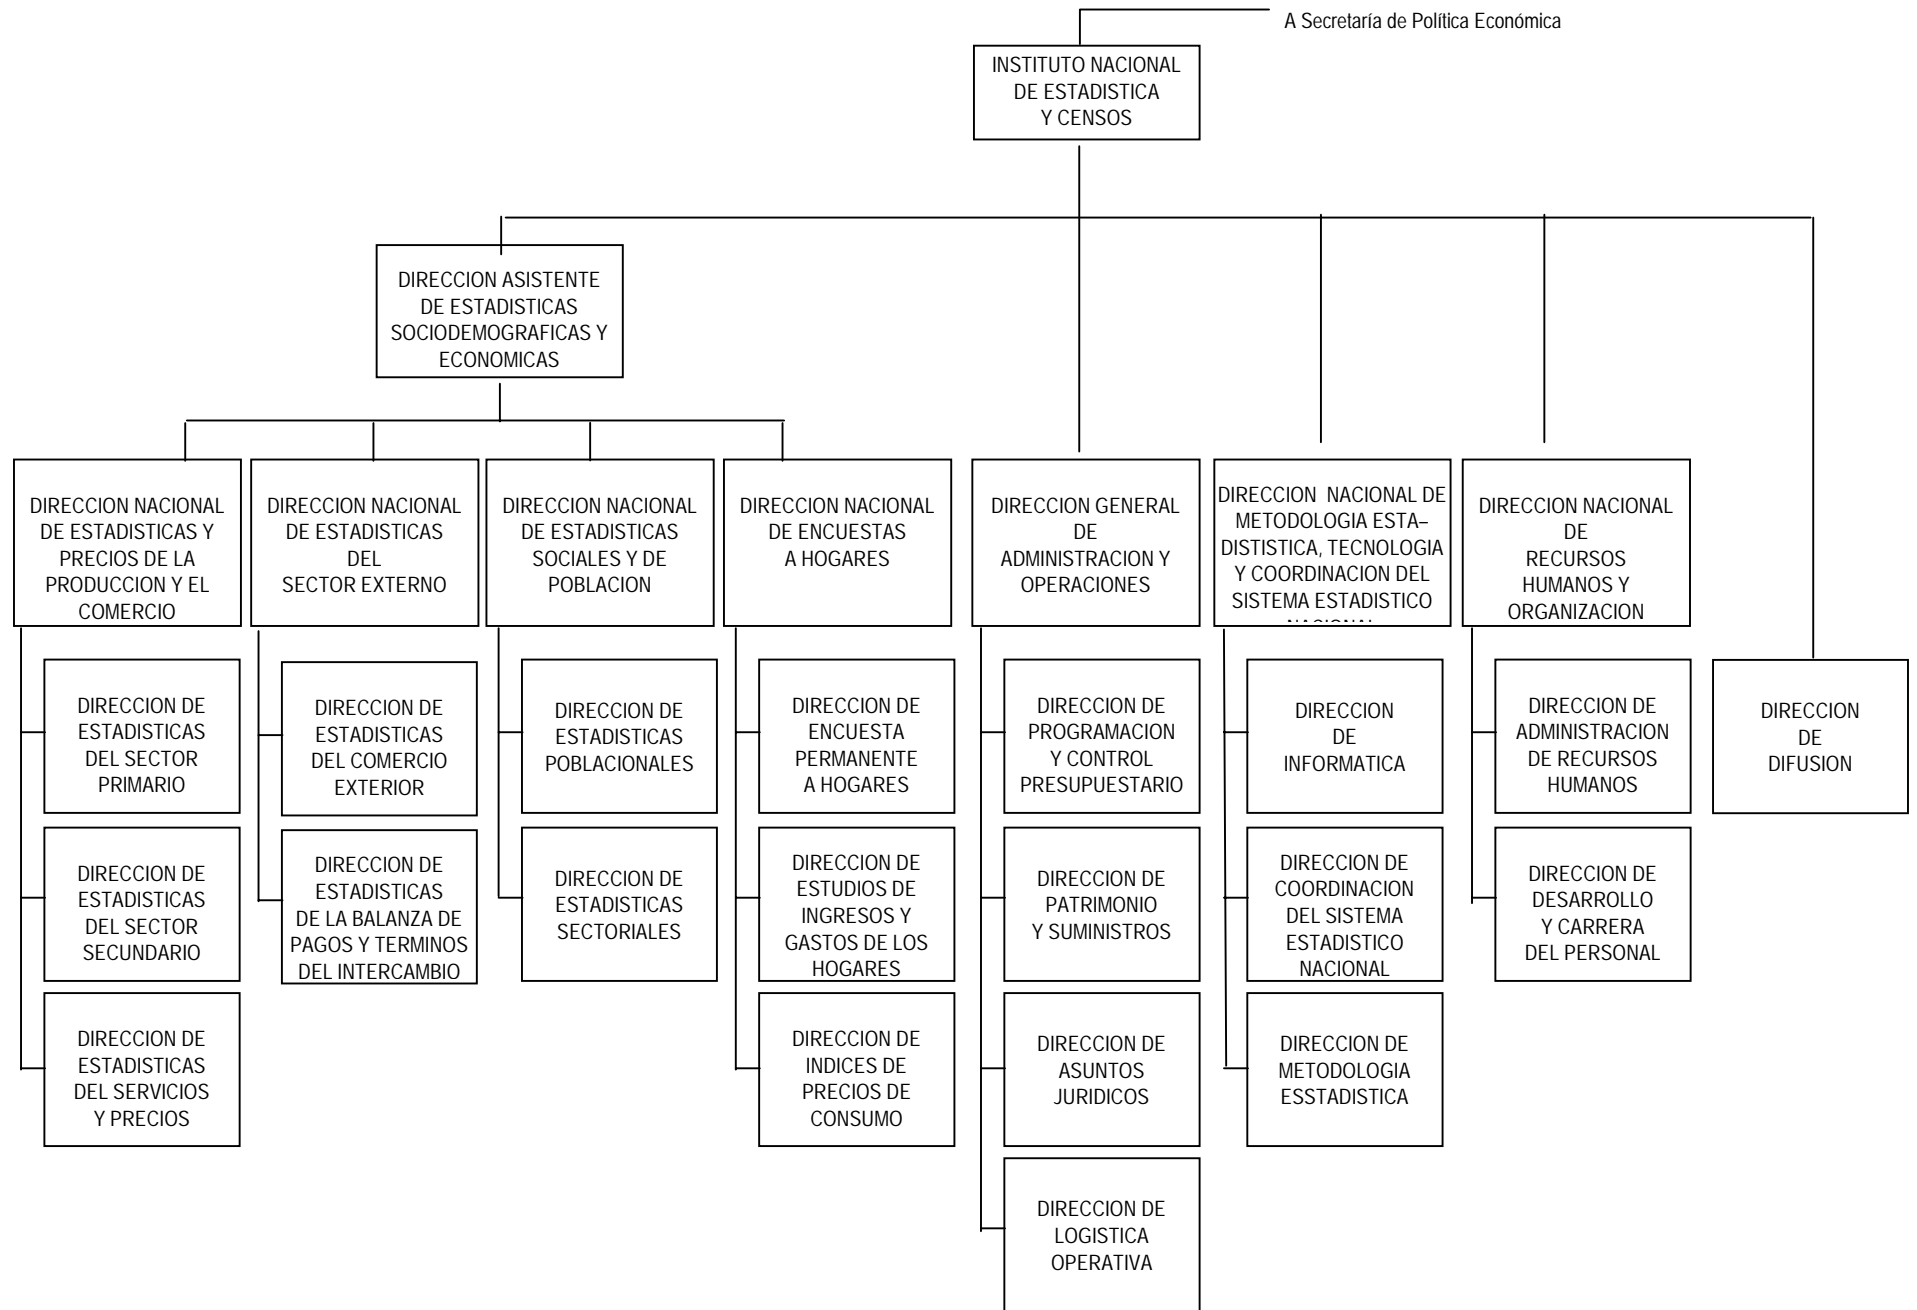 A Secretaría de Política Económica
INSTITUTO NACIONAL
DE ESTADISTICA
Y CENSOS
DIRECCION ASISTENTE
DE ESTADISTICAS
SOCIODEMOGRAFICAS Y
ECONOMICAS
DIRECCION NACIONAL
DE ESTADISTICAS Y
PRECIOS DE LA
PRODUCCION Y EL
COMERCIO
DIRECCION NACIONAL
DE ESTADISTICAS
DEL
SECTOR EXTERNO
DIRECCION NACIONAL
DE ESTADISTICAS
SOCIALES Y DE
POBLACION
DIRECCION NACIONAL
DE ENCUESTAS
A HOGARES
DIRECCION GENERAL
DE
ADMINISTRACION Y
OPERACIONES
DIRECCION NACIONAL DE
METODOLOGIA ESTA–
DISTISTICA, TECNOLOGIA
Y COORDINACION DEL
SISTEMA ESTADISTICO
DIRECCION NACIONAL
DE
RECURSOS
HUMANOS Y
ORGANIZACION
DIRECCION DE
ESTADISTICAS
DEL SECTOR
PRIMARIO
DIRECCION DE
ESTADISTICAS
DEL COMERCIO
EXTERIOR
DIRECCION DE
ESTADISTICAS
POBLACIONALES
DIRECCION DE
ENCUESTA
PERMANENTE
A HOGARES
DIRECCION DE
PROGRAMACION
Y CONTROL
PRESUPUESTARIO
DIRECCION
DE
INFORMATICA
DIRECCION DE
ADMINISTRACION
DE RECURSOS
HUMANOS
DIRECCION
DE
DIFUSION
DIRECCION DE
ESTADISTICAS
DEL SECTOR
SECUNDARIO
DIRECCION DE
ESTADISTICAS
DE LA BALANZA DE
PAGOS Y TERMINOS
DEL INTERCAMBIO
DIRECCION DE
ESTADISTICAS
SECTORIALES
DIRECCION DE
ESTUDIOS DE
INGRESOS Y
GASTOS DE LOS
HOGARES
DIRECCION DE
PATRIMONIO
Y SUMINISTROS
DIRECCION DE
COORDINACION
DEL SISTEMA
ESTADISTICO
NACIONAL
DIRECCION DE
DESARROLLO
Y CARRERA
DEL PERSONAL
DIRECCION DE
ESTADISTICAS
DEL SERVICIOS
Y PRECIOS
DIRECCION DE
INDICES DE
PRECIOS DE
CONSUMO
DIRECCION DE
ASUNTOS
JURIDICOS
DIRECCION DE
METODOLOGIA
ESSTADISTICA
DIRECCION DE
LOGISTICA
OPERATIVA